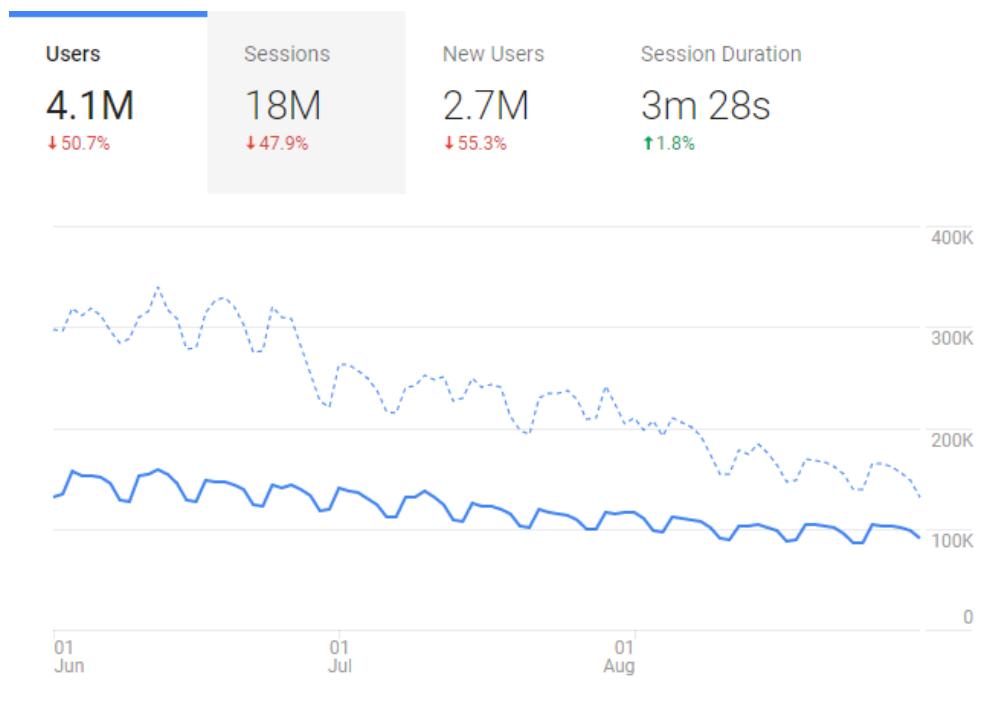 Users Sessions New Users Session Duration
4.1M 18M 2.7M 3m 28s
↓50.7% ↓47.9% ↓55.3% ↑1.8%
400K
300K
200K
100K
0
01 01 01
Jun Jul Aug